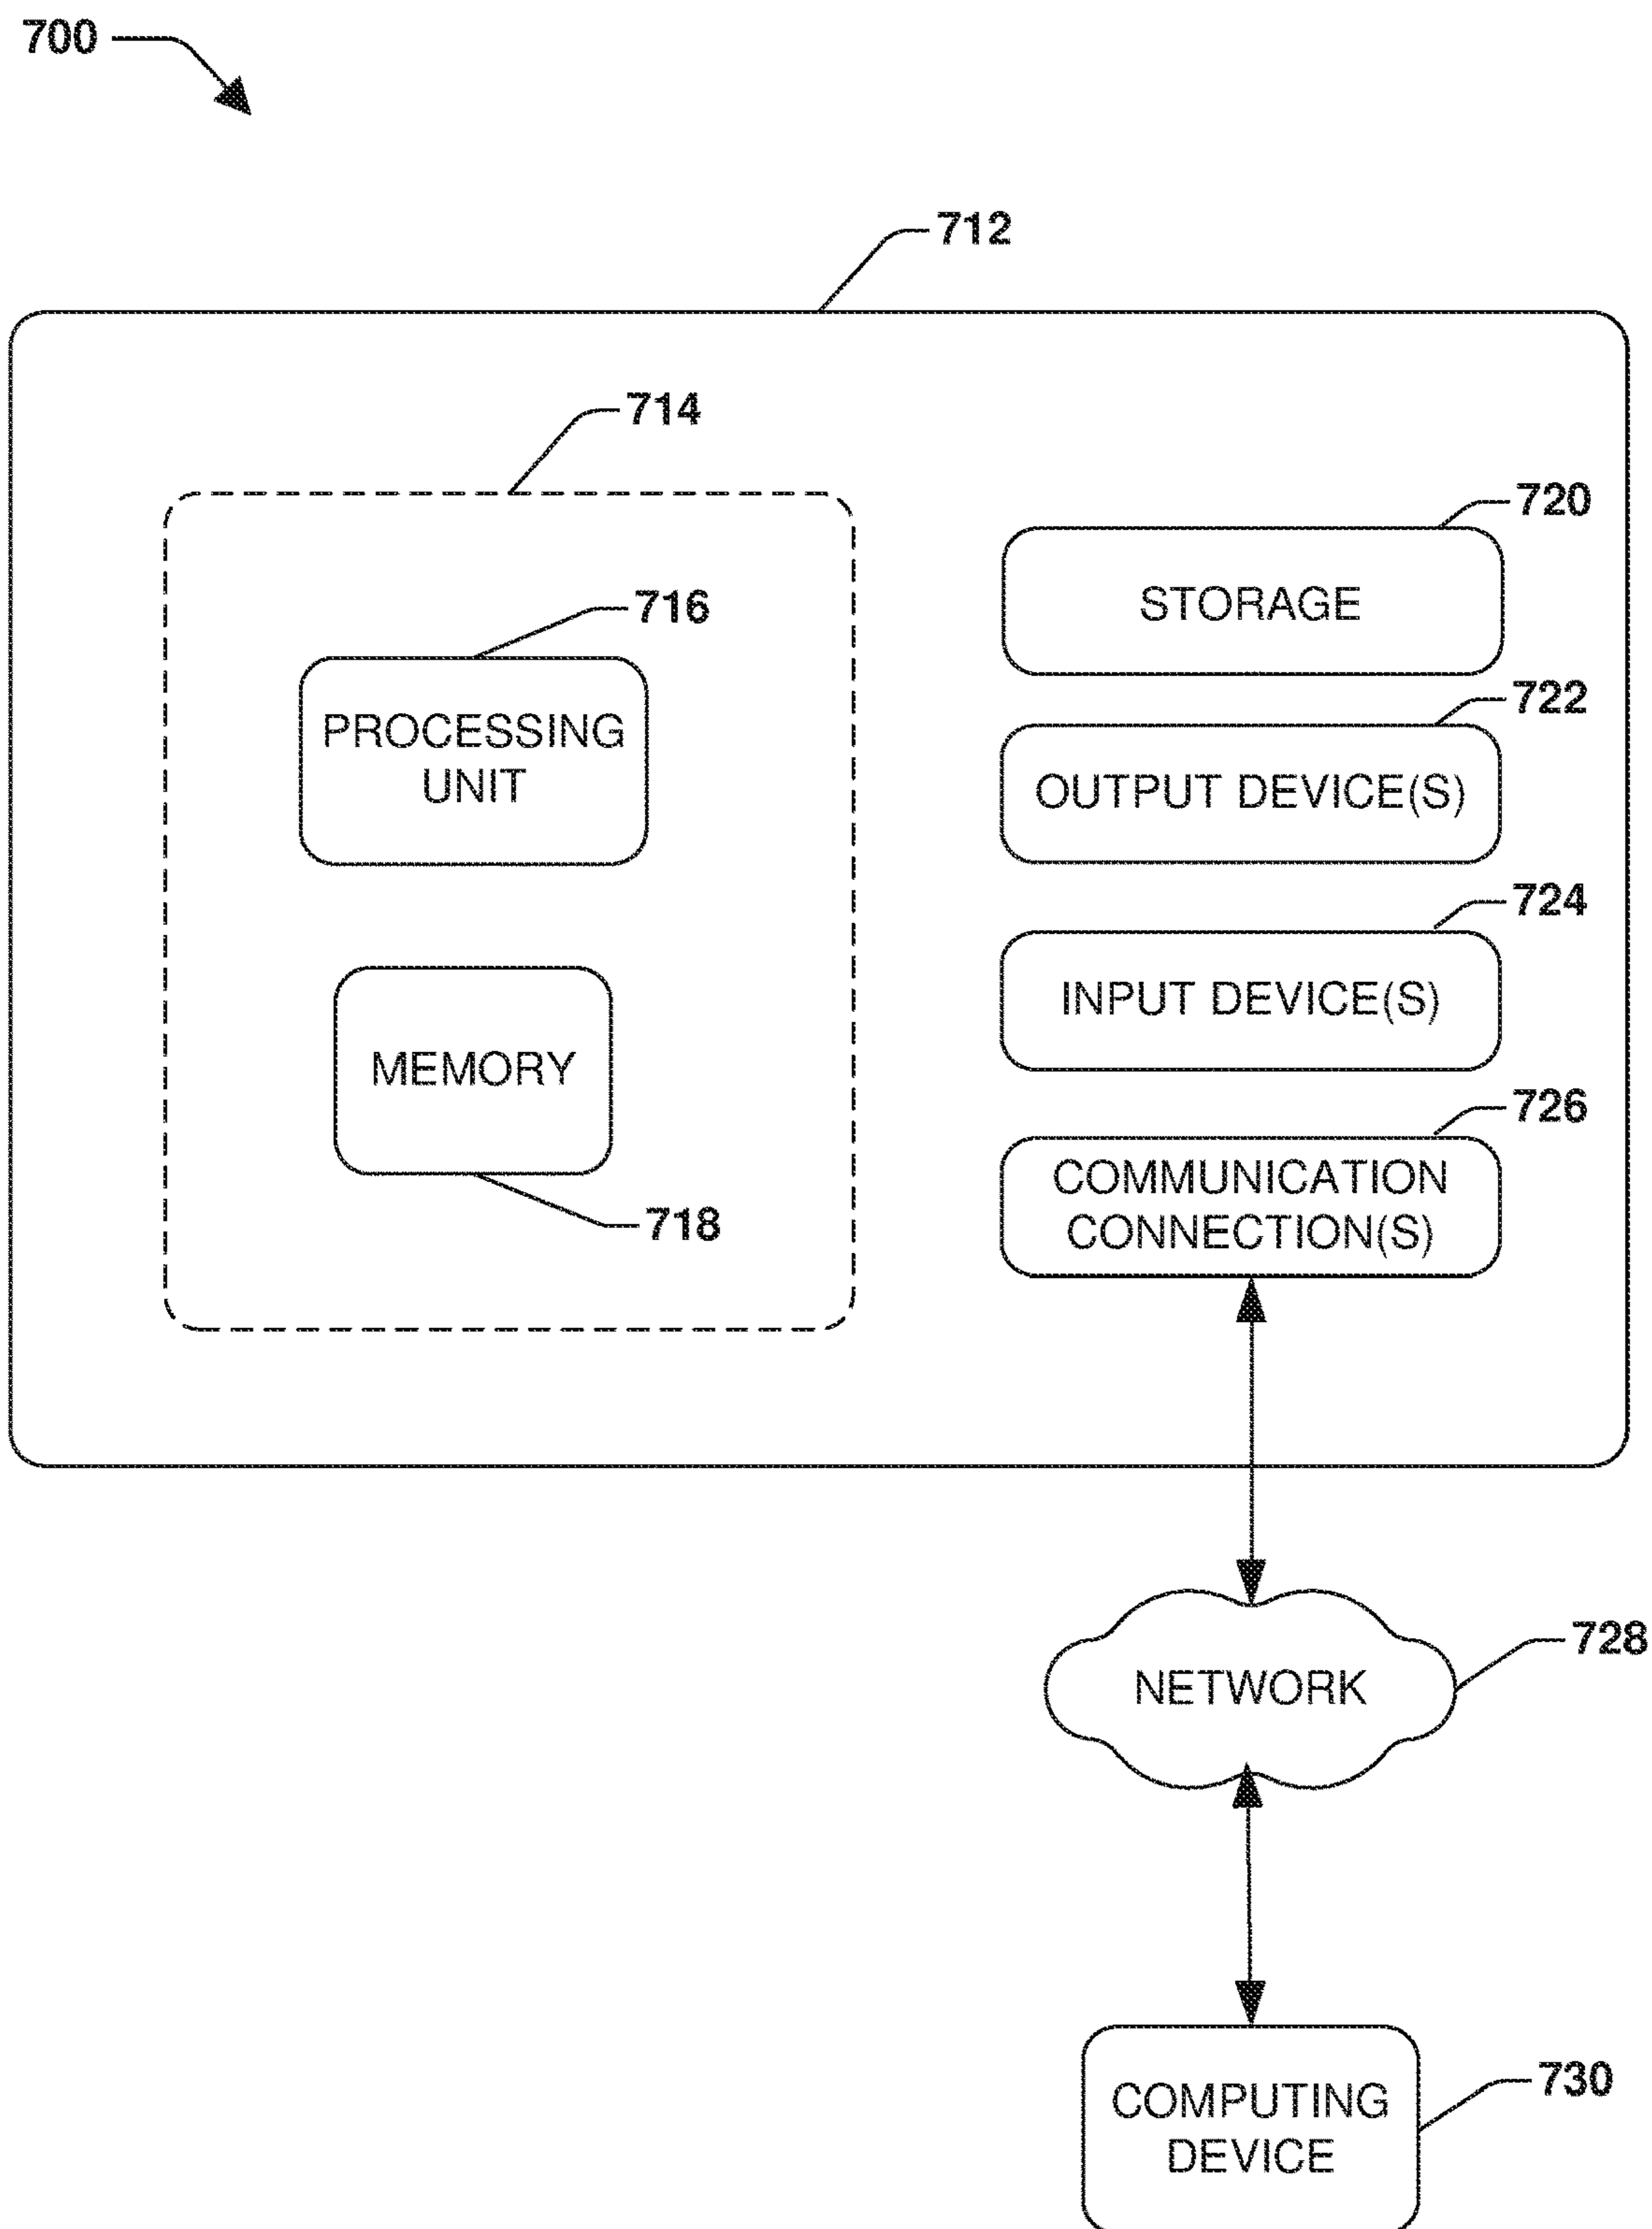 700
712
714
720
STORAGE
716
722
PROCESSING
UNIT
OUTPUT DEVICE(S)
724
INPUT DEVICE(S)
MEMORY
726
COMMUNICATION
CONNECTION(S)
718
728
NETWORK
730
COMPUTING
DEVICE